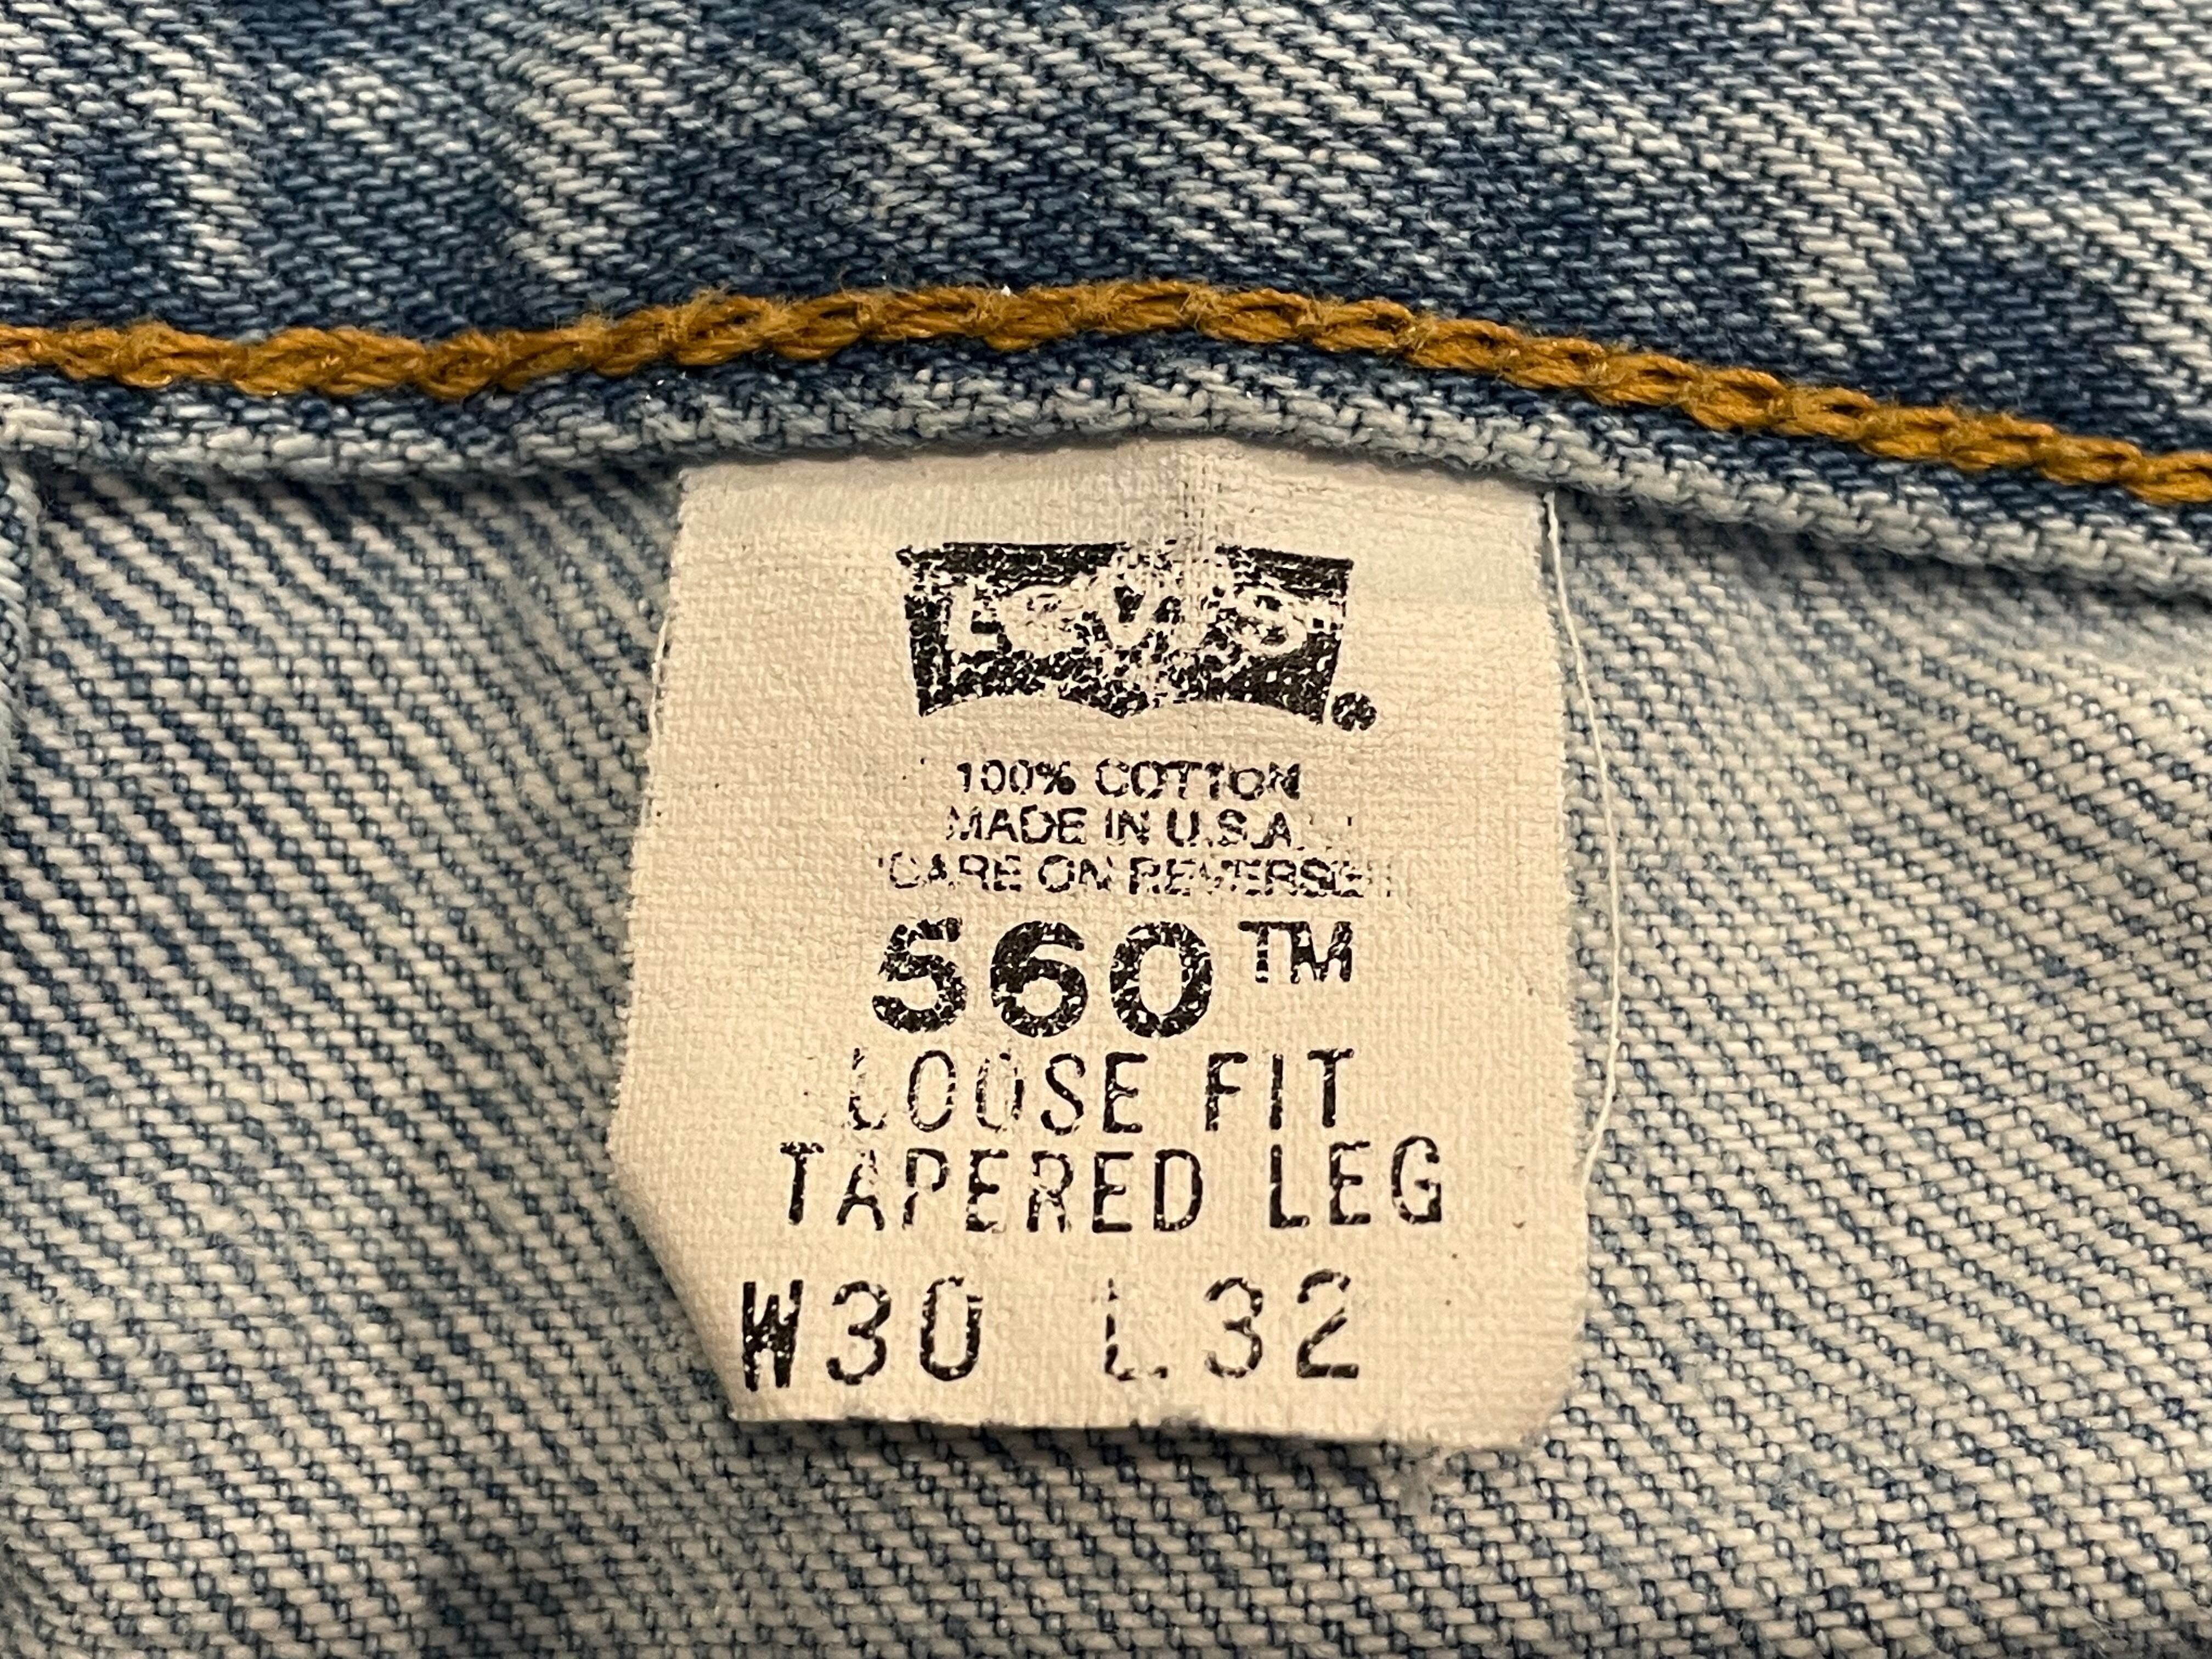 LEVI'S
100% COTTON
MADE IN U.S.A.
CARE ON REVERSE
560™
LOOSE FIT
TAPERED LEG
W30 L32